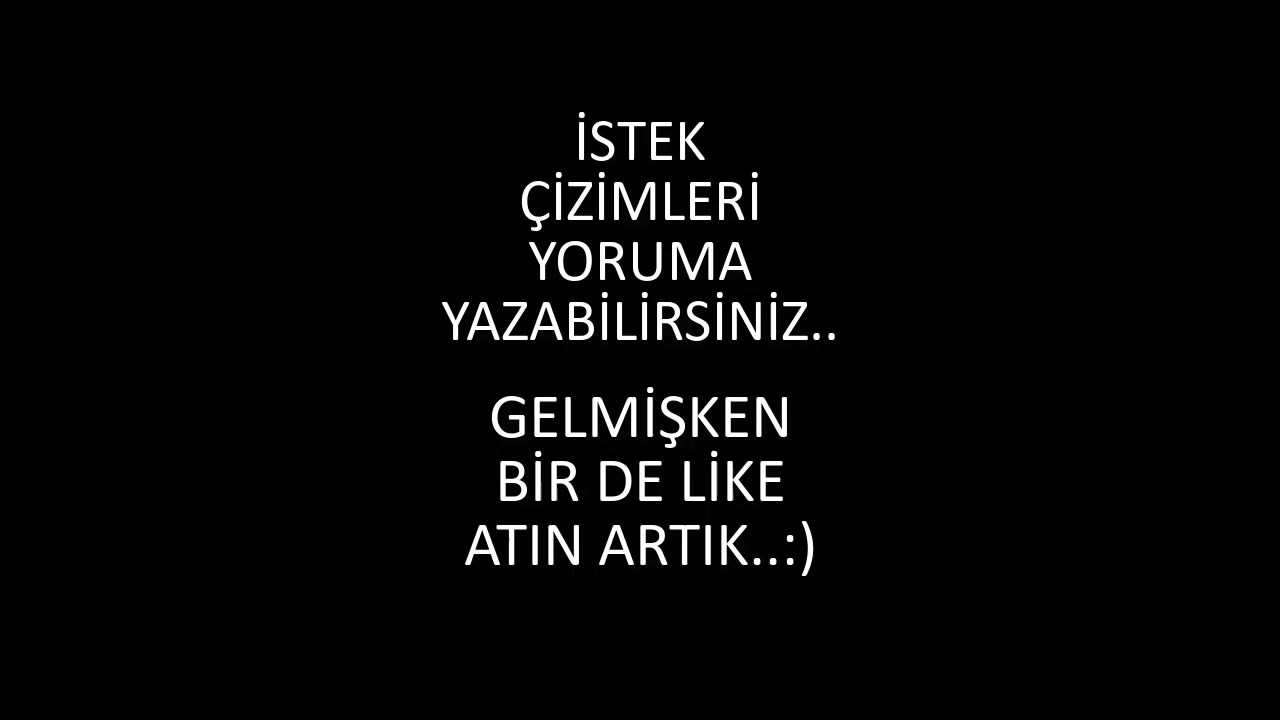 İSTEK
ÇİZİMLERİ
YORUMA
YAZABİLİRSİNİZ..
GELMİŞKEN
BİR DE LİKE
ATIN ARTIK..:)